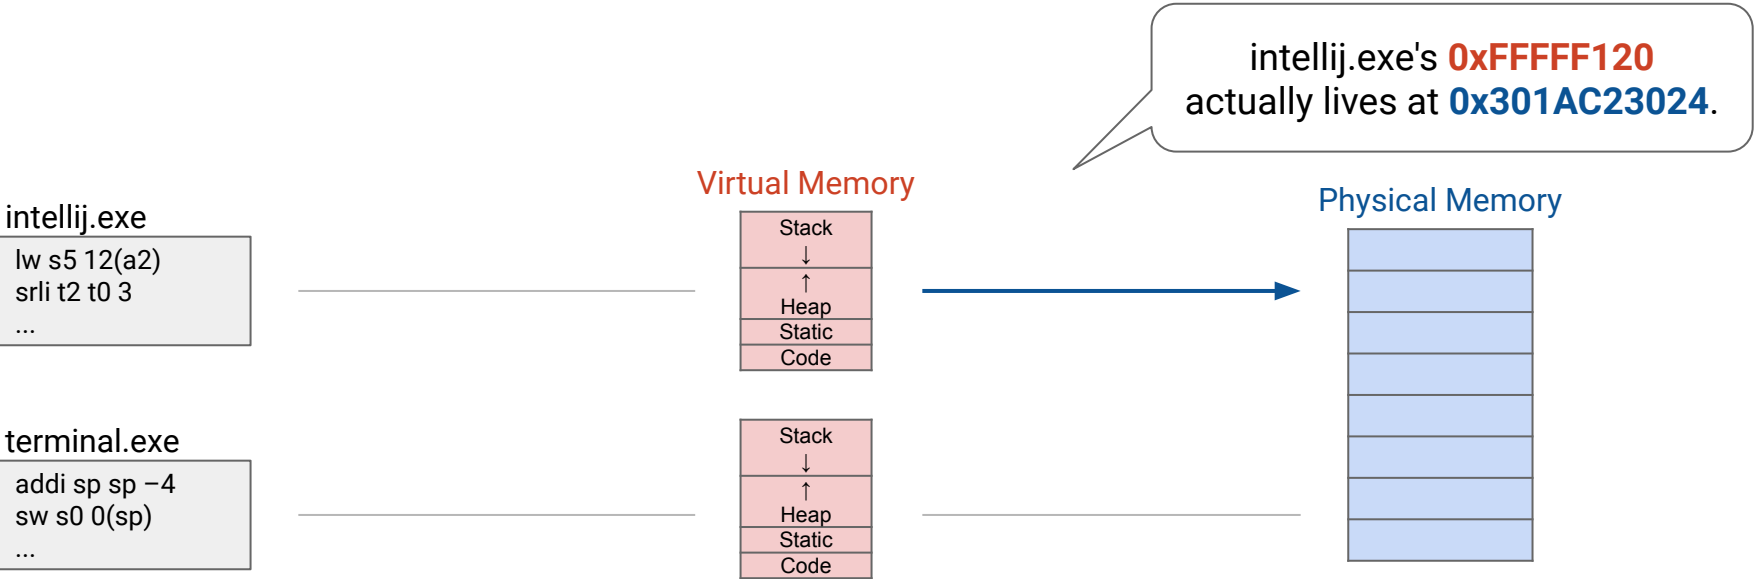 intellij.exe's 0xFFFFF120
actually lives at 0x301AC23024.
Virtual Memory
Physical Memory
intellij.exe
lw s5 12(a2)
srli t2 t0 3
...
Stack
↓
↑
Heap
Static
Code
terminal.exe
addi sp sp −4
sw s0 0(sp)
...
Stack
↓
↑
Heap
Static
Code